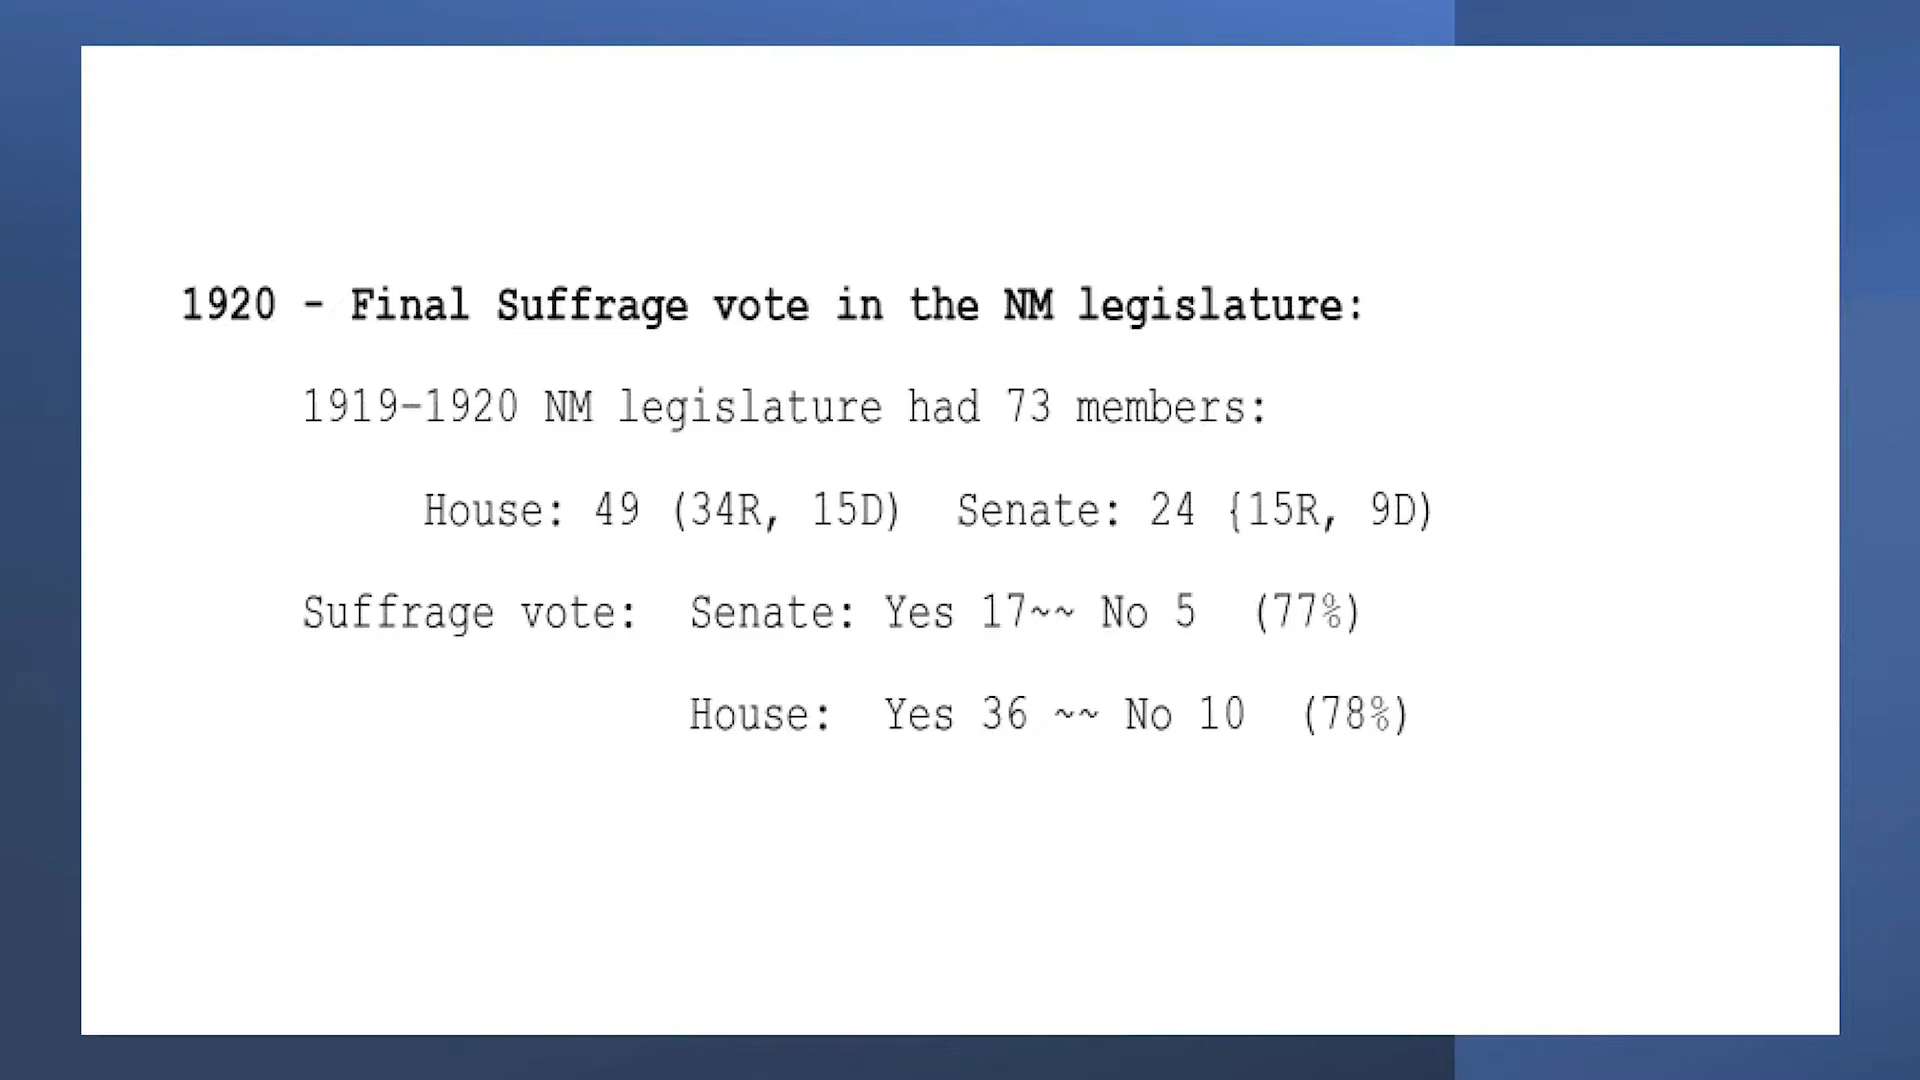 1920 - Final Suffrage vote in the NM legislature:
1919-1920 NM legislature had 73 members:
House: 49 (34R, 15D) Senate: 24 {15R, 9D)
Suffrage vote: Senate: Yes 17~~ No 5 (77%)
House: Yes 36 ~~ No 10 (78%)